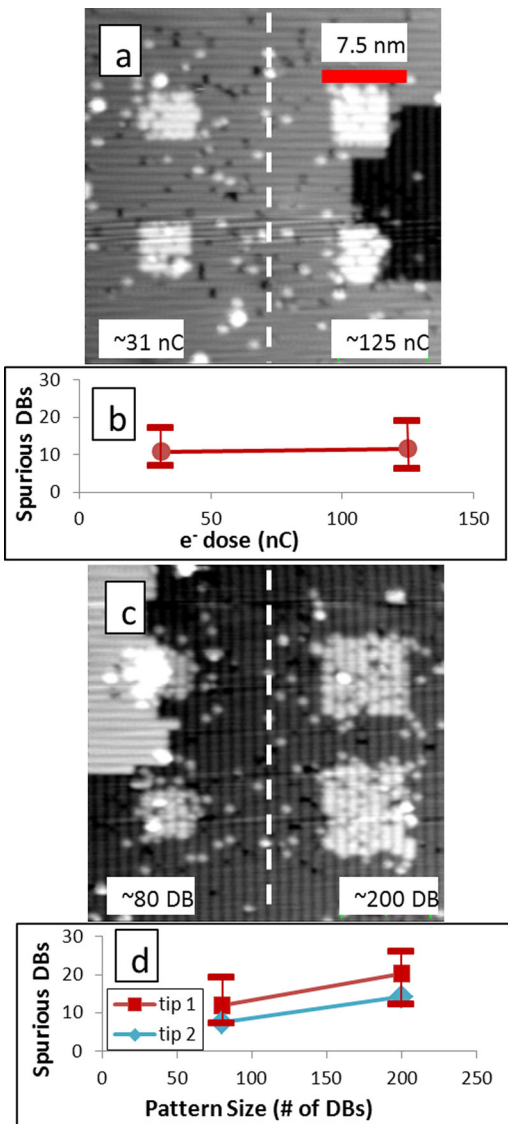 a
7.5 nm
~31 nC
~125 nC
b
30
20
10
0
Spurious DBs
0 50 100 150
e⁻ dose (nC)
c
~80 DB
~200 DB
d
30
20
10
0
Spurious DBs
tip 1
tip 2
0 50 100 150 200 250
Pattern Size (# of DBs)